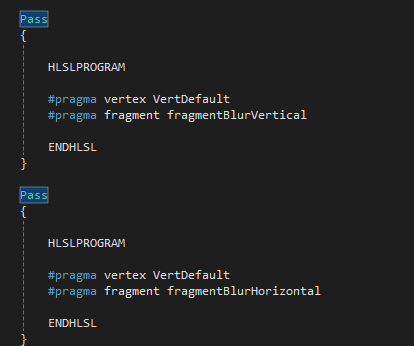 Pass
{
HLSLPROGRAM
#pragma vertex VertDefault
#pragma fragment fragmentBlurVertical
ENDHLSL
}
Pass
{
HLSLPROGRAM
#pragma vertex VertDefault
#pragma fragment fragmentBlurHorizontal
ENDHLSL
}